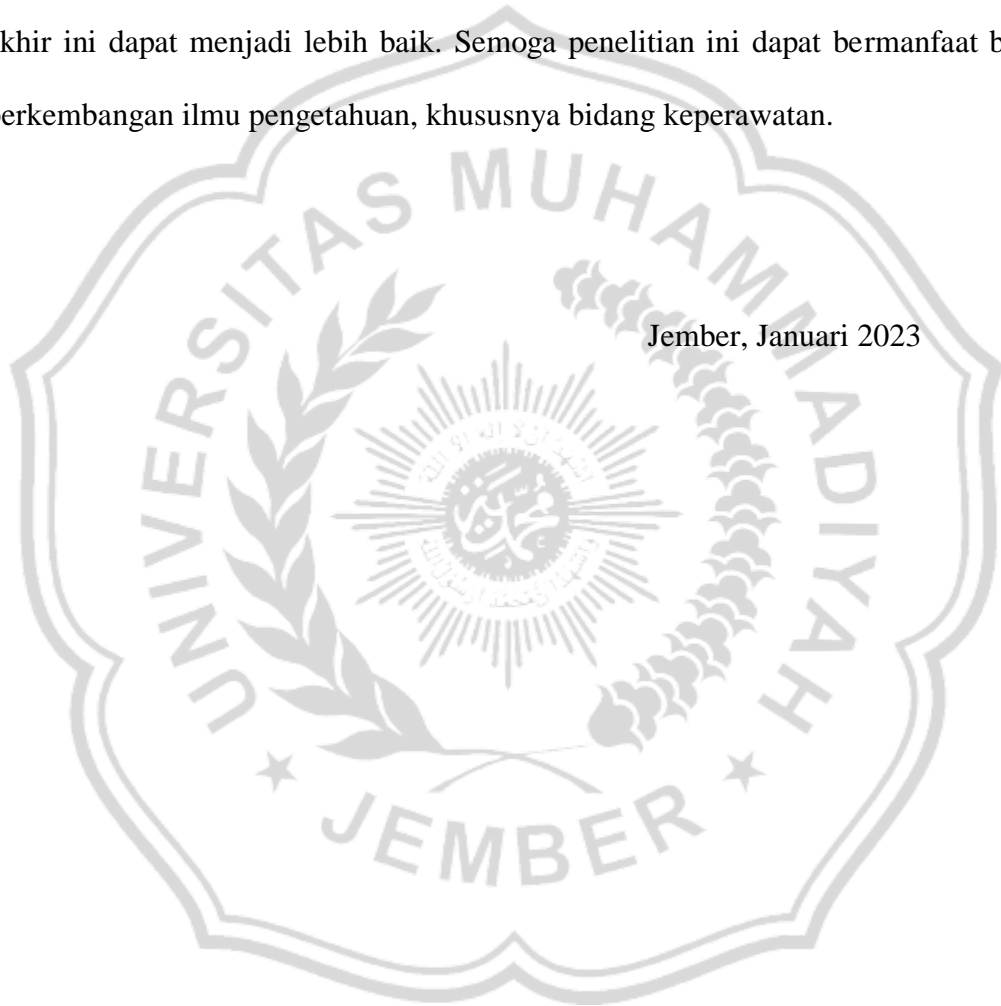 khir ini dapat menjadi lebih baik. Semoga penelitian ini dapat bermanfaat b
perkembangan ilmu pengetahuan, khususnya bidang keperawatan.
UNIVERSITAS MUHAMMADIYAH
Jember, Januari 2023
JEMBER